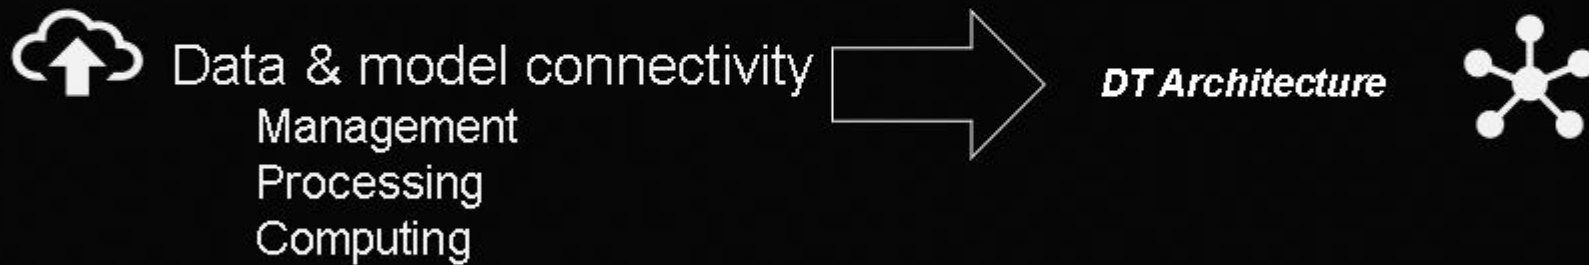 Data & model connectivity
DT Architecture
Management
Processing
Computing